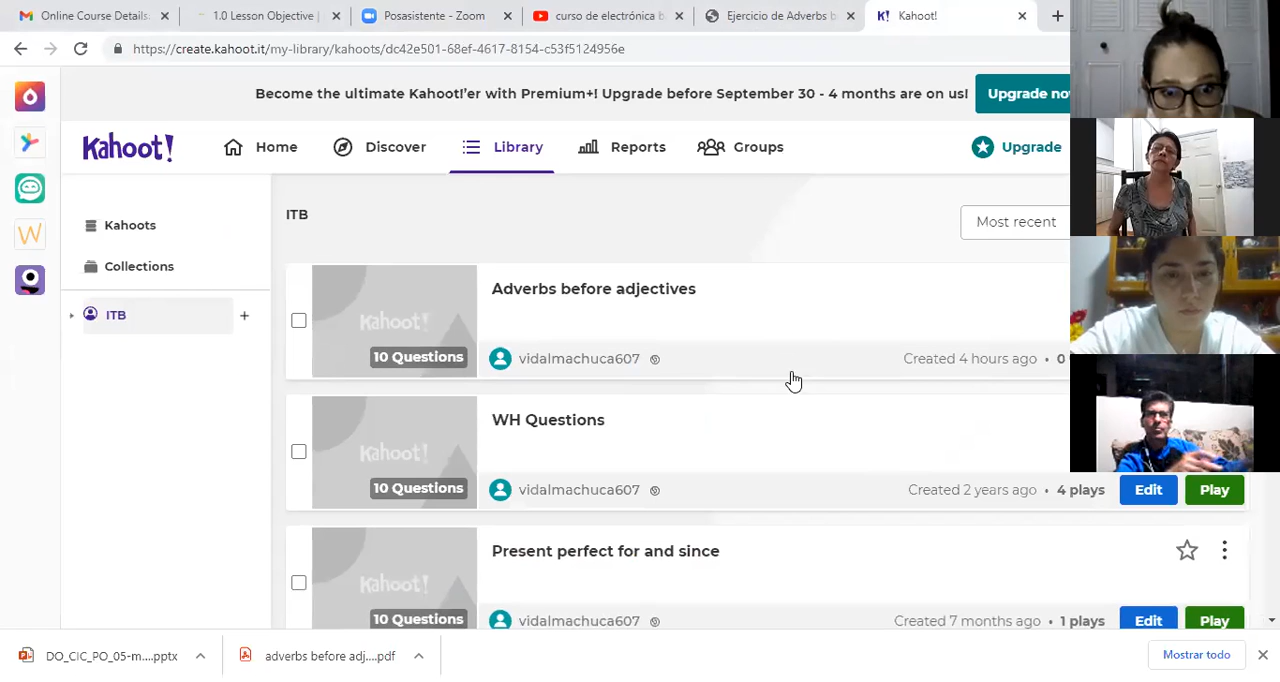 Online Course Details:
1.0 Lesson Objective |
Posasistente - Zoom
curso de electrónica b
Ejercicio de Adverbs b
Kahoot!
https://create.kahoot.it/my-library/kahoots/dc42e501-68ef-4617-8154-c53f5124956e
Become the ultimate Kahoot!'er with Premium+! Upgrade before September 30 - 4 months are on us!
Upgrade now
Kahoot!
Home
Discover
Library
Reports
Groups
Upgrade
Kahoots
Collections
ITB
ITB
Most recent
Kahoot!
10 Questions
Adverbs before adjectives
vidalmachuca607
Created 4 hours ago • 0
Kahoot!
10 Questions
WH Questions
vidalmachuca607
Created 2 years ago • 4 plays
Edit
Play
Kahoot!
10 Questions
Present perfect for and since
vidalmachuca607
Created 7 months ago • 1 plays
Edit
Play
DO_CIC_PO_05-m....pptx
adverbs before adj....pdf
Mostrar todo